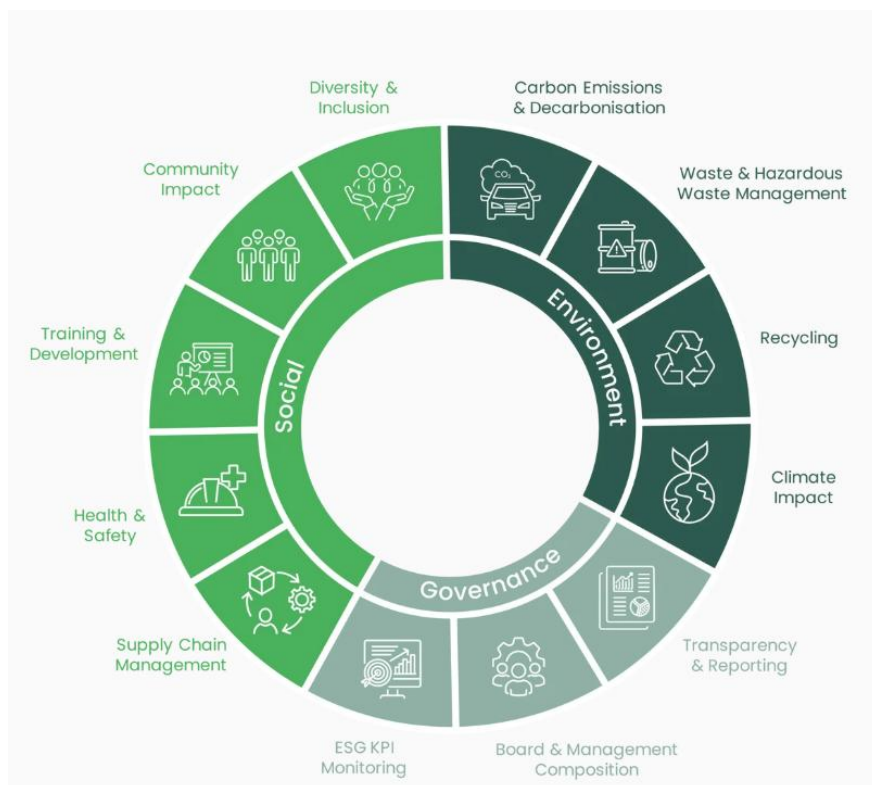 Diversity &
Inclusion
Carbon Emissions
& Decarbonisation
Community
Impact
Waste & Hazardous
Waste Management
CO₂
Training &
Development
Environment
Recycling
Social
Climate
Impact
Health &
Safety
Governance
Supply Chain
Management
Transparency
& Reporting
ESG KPI
Monitoring
Board & Management
Composition